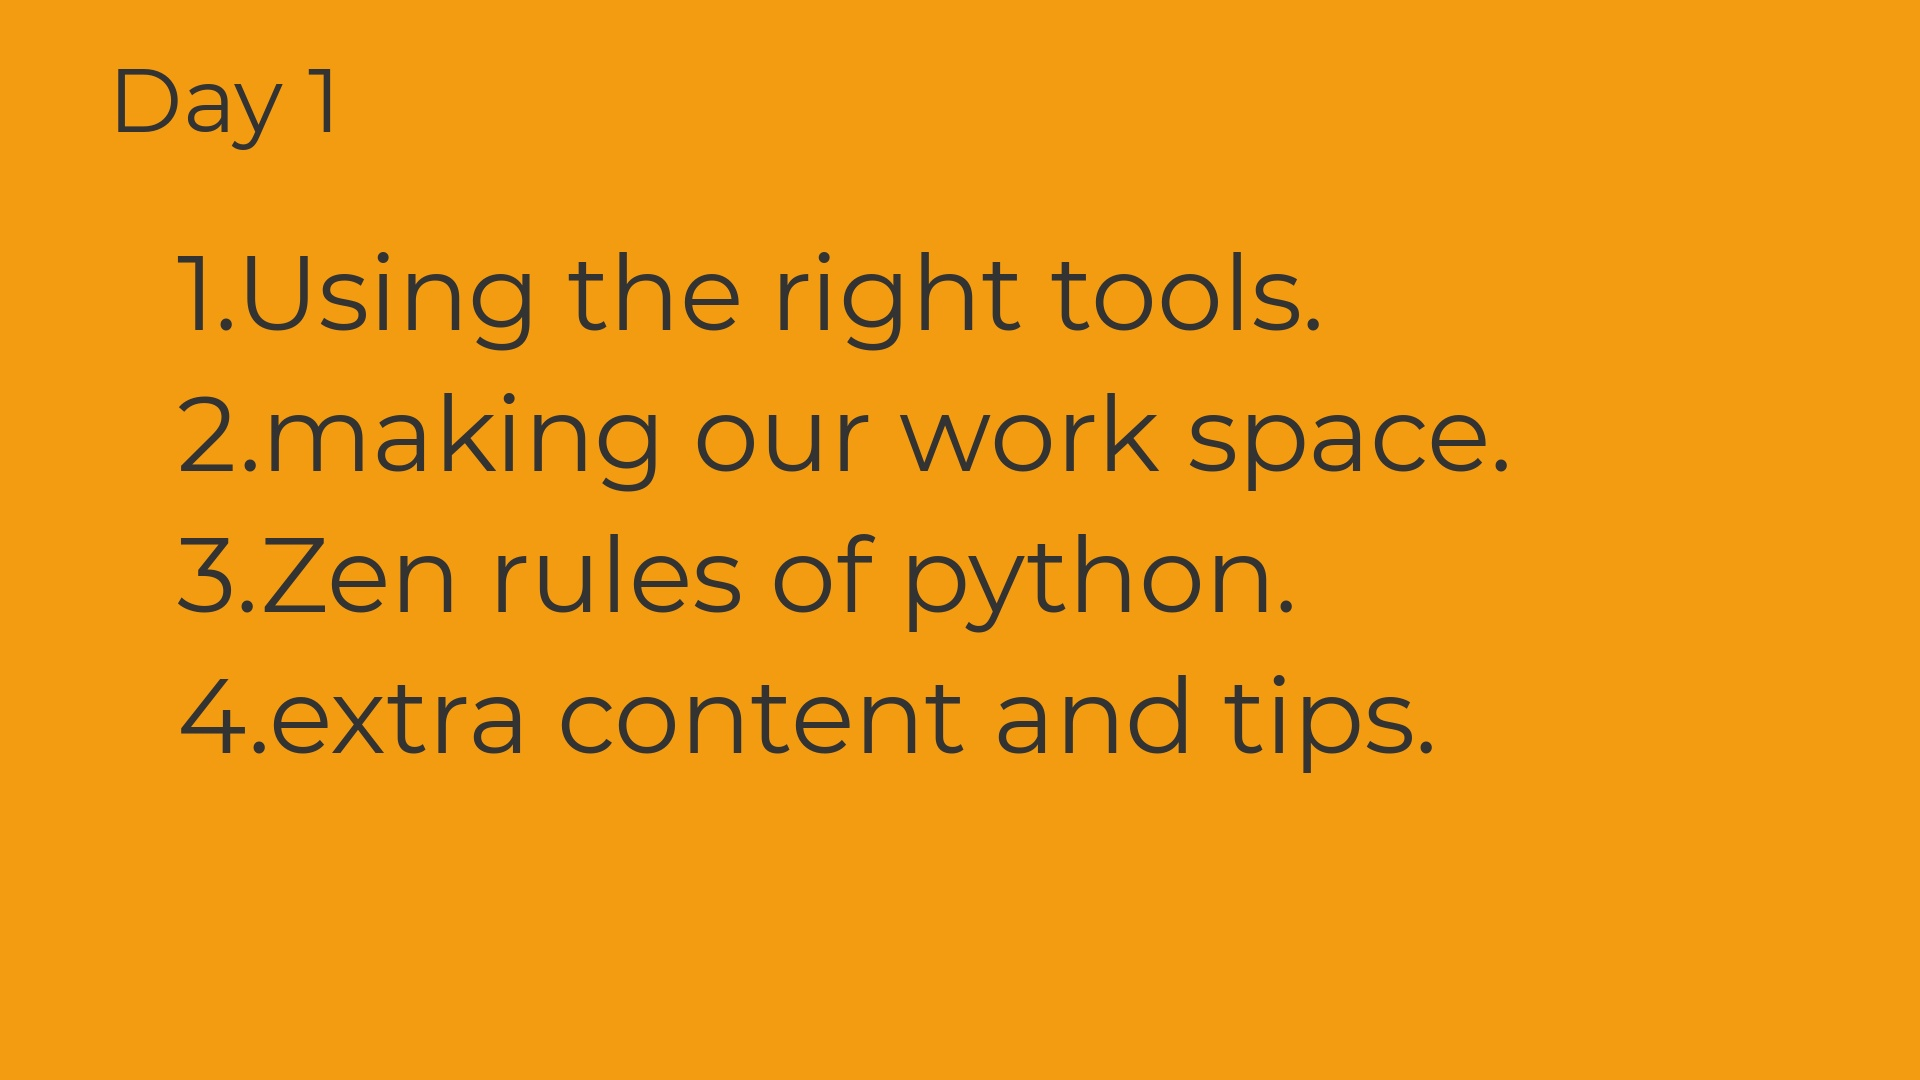 Day 1
1.Using the right tools.
2.making our work space.
3.Zen rules of python.
4.extra content and tips.